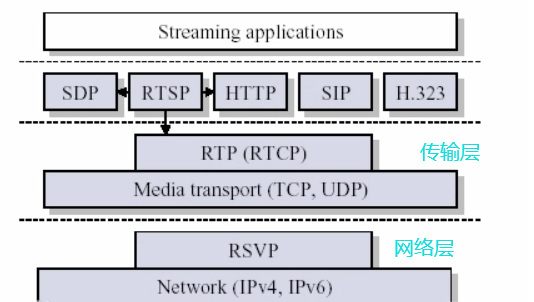 Streaming applications
SDP RTSP HTTP SIP H.323
RTP (RTCP) 传输层
Media transport (TCP, UDP)
RSVP 网络层
Network (IPv4, IPv6)